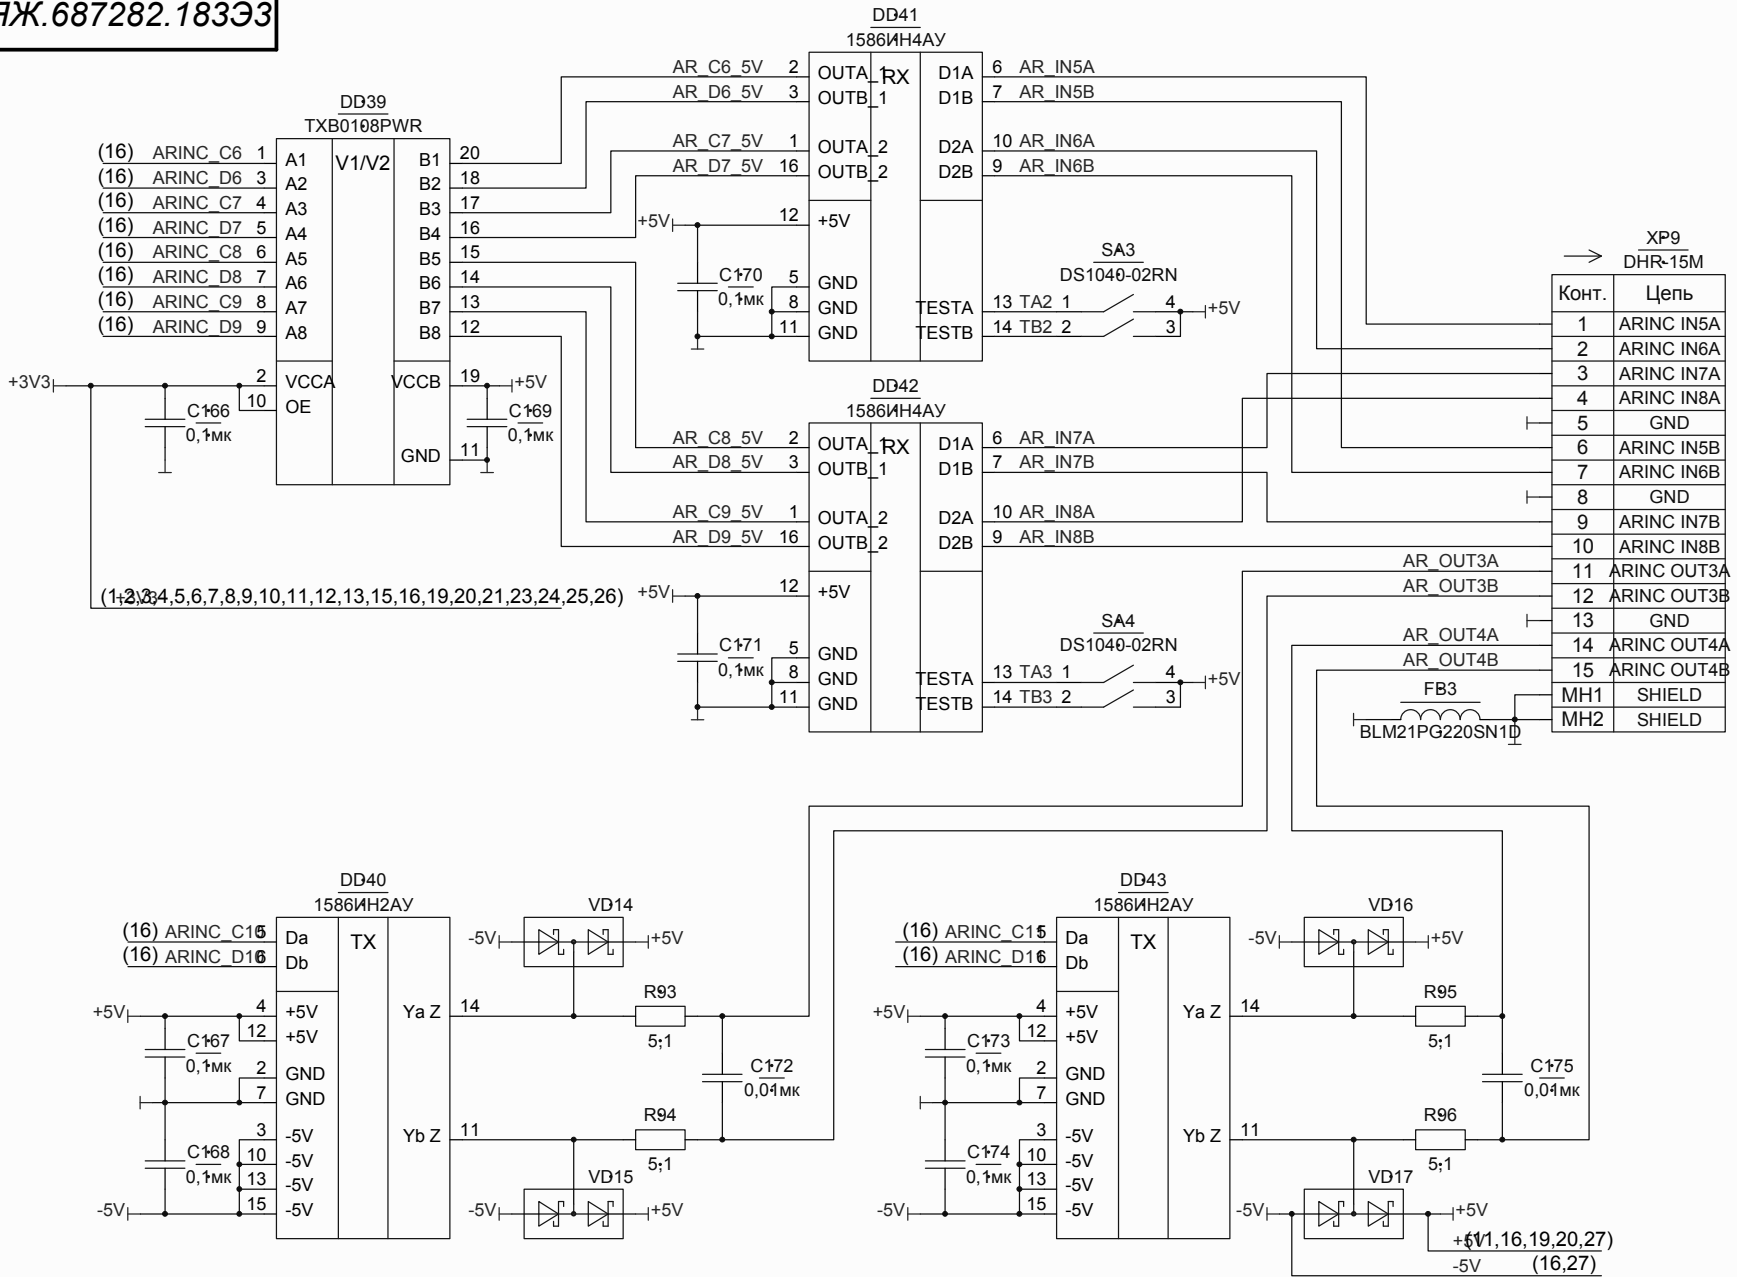 ЯЖ.687282.183ЭЗ
DD41
1586ИН4АУ
AR_C6_5V 2 OUTA_1 RX D1A 6 AR_IN5A
AR_D6_5V 3 OUTB_1 D1B 7 AR_IN5B
AR_C7_5V 1 OUTA_2 D2A 10 AR_IN6A
AR_D7_5V 16 OUTB_2 D2B 9 AR_IN6B
+5V 12 +5V
C170
0,1мк
5 GND
8 GND
11 GND
TESTA 13 TA2 1 4 +5V
TESTB 14 TB2 2 3
SA3
DS1040-02RN
DD39
TXB0108PWR
V1/V2
(16) ARINC_C6 1 A1 B1 20
(16) ARINC_D6 3 A2 B2 18
(16) ARINC_C7 4 A3 B3 17
(16) ARINC_D7 5 A4 B4 16
(16) ARINC_C8 6 A5 B5 15
(16) ARINC_D8 7 A6 B6 14
(16) ARINC_C9 8 A7 B7 13
(16) ARINC_D9 9 A8 B8 12
+3V3 2 VCCA VCCB 19 +5V
10 OE
C166
0,1мк
C169
0,1мк
GND 11
+3V3 (1,2,3,4,5,6,7,8,9,10,11,12,13,15,16,19,20,21,23,24,25,26)
DD42
1586ИН4АУ
AR_C8_5V 2 OUTA_1 RX D1A 6 AR_IN7A
AR_D8_5V 3 OUTB_1 D1B 7 AR_IN7B
AR_C9_5V 1 OUTA_2 D2A 10 AR_IN8A
AR_D9_5V 16 OUTB_2 D2B 9 AR_IN8B
+5V 12 +5V
C171
0,1мк
5 GND
8 GND
11 GND
TESTA 13 TA3 1 4 +5V
TESTB 14 TB3 2 3
SA4
DS1040-02RN
XP9
DHR-15M
Конт. Цепь
1 ARINC IN5A
2 ARINC IN6A
3 ARINC IN7A
4 ARINC IN8A
5 GND
6 ARINC IN5B
7 ARINC IN6B
8 GND
9 ARINC IN7B
10 ARINC IN8B
AR_OUT3A 11 ARINC OUT3A
AR_OUT3B 12 ARINC OUT3B
13 GND
AR_OUT4A 14 ARINC OUT4A
AR_OUT4B 15 ARINC OUT4B
MH1 SHIELD
MH2 SHIELD
FB3
BLM21PG220SN1D
DD40
1586ИН2АУ
(16) ARINC_C10 5 Da TX
(16) ARINC_D10 6 Db
+5V 4 +5V
12 +5V
C167
0,1мк
2 GND
7 GND
3 -5V
10 -5V
13 -5V
-5V 15 -5V
C168
0,1мк
Ya Z 14
Yb Z 11
VD14
-5V +5V
R93
5,1
C172
0,01мк
R94
5,1
VD15
-5V +5V
DD43
1586ИН2АУ
(16) ARINC_C11 5 Da TX
(16) ARINC_D11 6 Db
+5V 4 +5V
12 +5V
C173
0,1мк
2 GND
7 GND
3 -5V
10 -5V
13 -5V
-5V 15 -5V
C174
0,1мк
Ya Z 14
Yb Z 11
VD16
-5V +5V
R95
5,1
C175
0,01мк
R96
5,1
VD17
-5V +5V
+5V (11,16,19,20,27)
-5V (16,27)